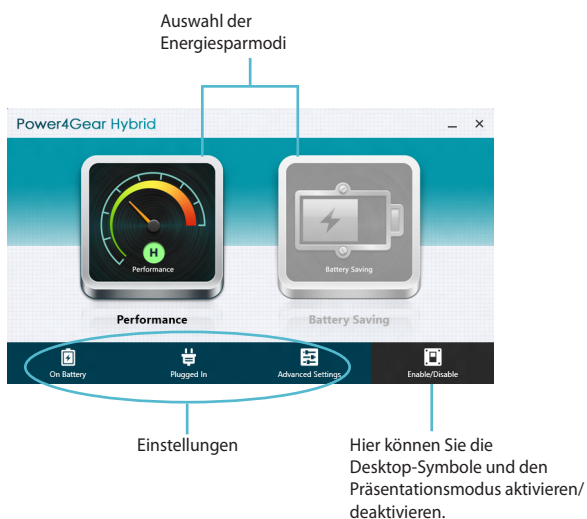 Auswahl der
Energiesparmodi
Power4Gear Hybrid
H
Performance
Battery Saving
Performance
Battery Saving
On Battery
Plugged In
Advanced Settings
Enable/Disable
Einstellungen
Hier können Sie die
Desktop-Symbole und den
Präsentationsmodus aktivieren/
deaktivieren.